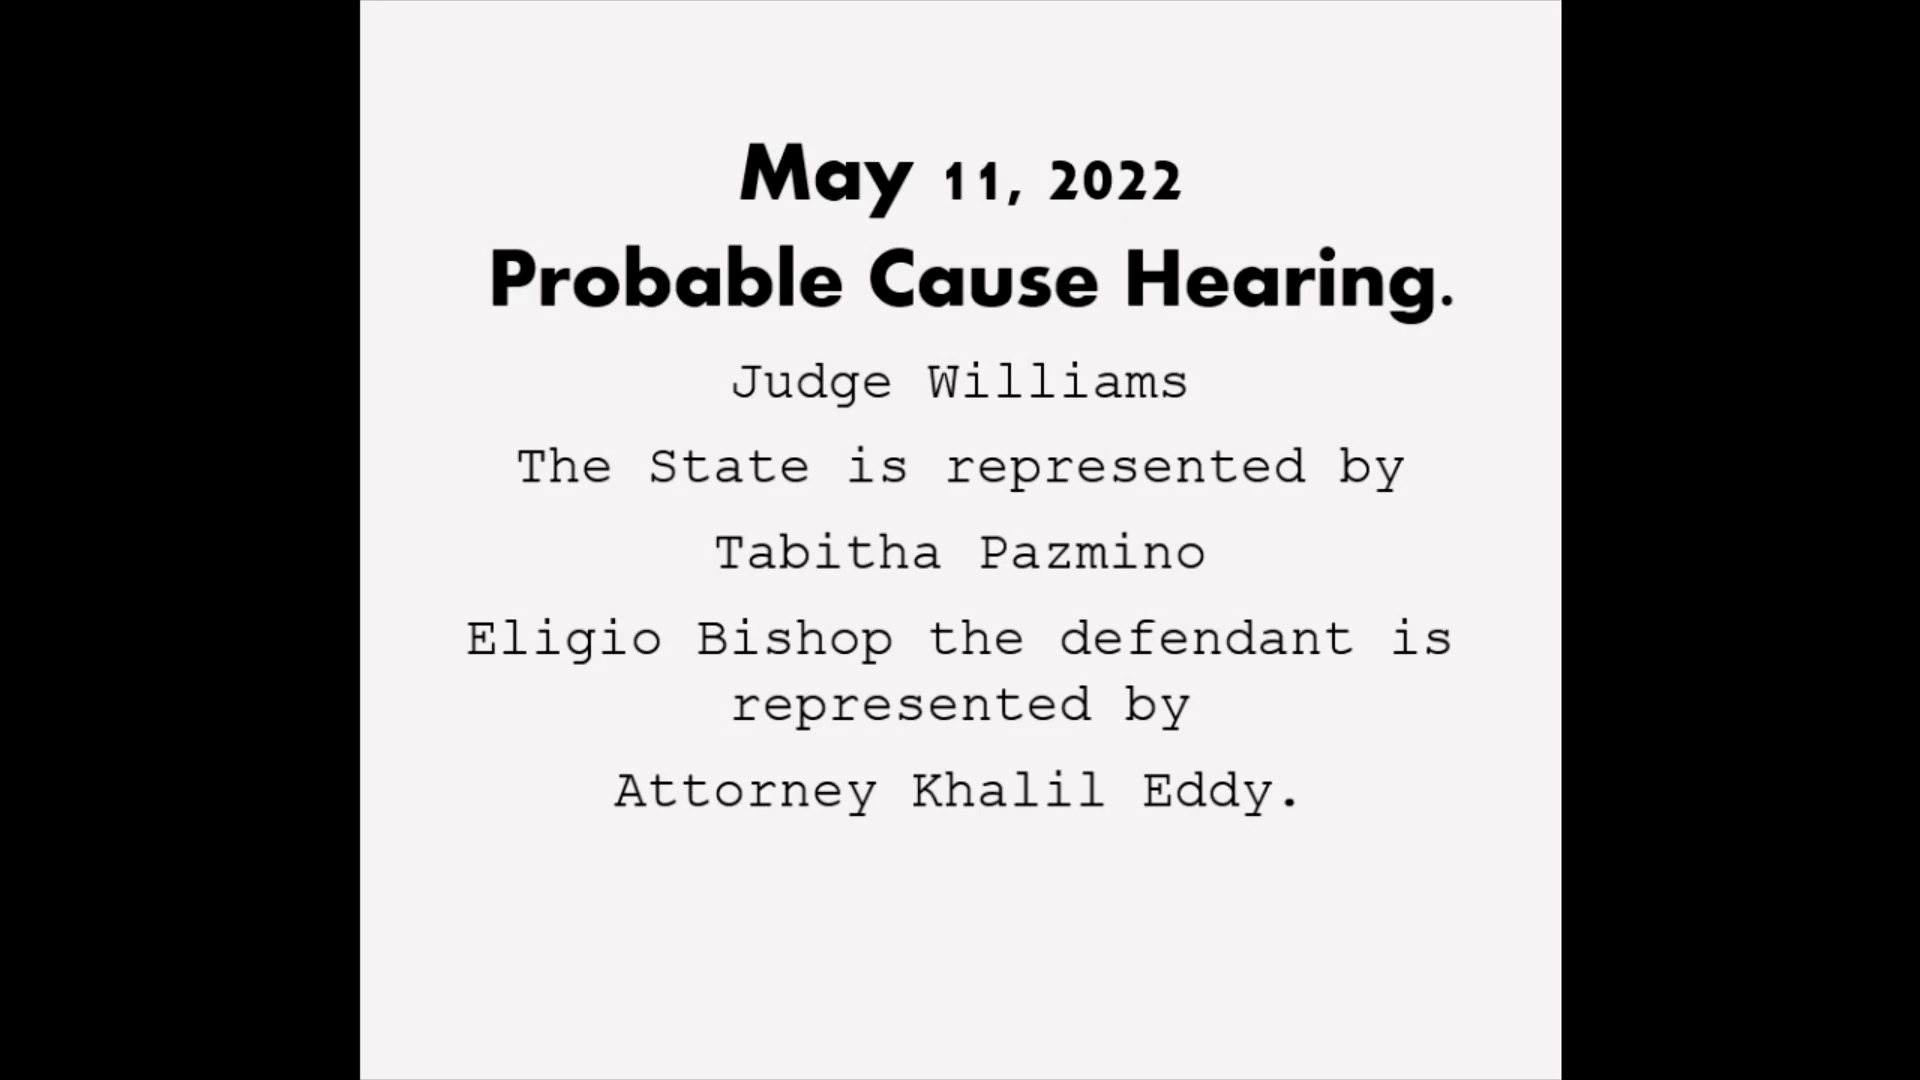 May 11, 2022
Probable Cause Hearing.
Judge Williams
The State is represented by
Tabitha Pazmino
Eligio Bishop the defendant is
represented by
Attorney Khalil Eddy.